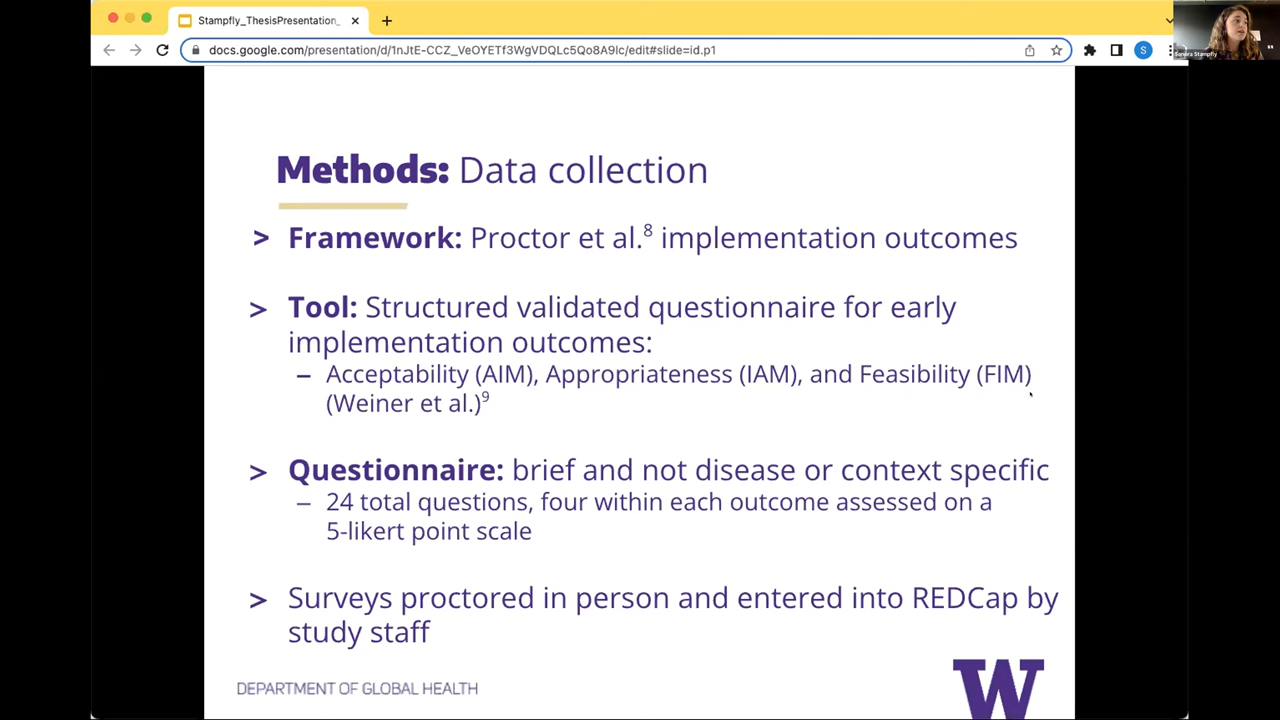 Stampfly_ThesisPresentation_
docs.google.com/presentation/d/1nJtE-CCZ_VeOYETf3WgVDQLc5Qo8A9Ic/edit#slide=id.p1
S
Sandra Stampfly
Methods: Data collection
> Framework: Proctor et al.8 implementation outcomes
> Tool: Structured validated questionnaire for early
implementation outcomes:
– Acceptability (AIM), Appropriateness (IAM), and Feasibility (FIM)
(Weiner et al.)9
> Questionnaire: brief and not disease or context specific
– 24 total questions, four within each outcome assessed on a
5-likert point scale
> Surveys proctored in person and entered into REDCap by
study staff
DEPARTMENT OF GLOBAL HEALTH
W